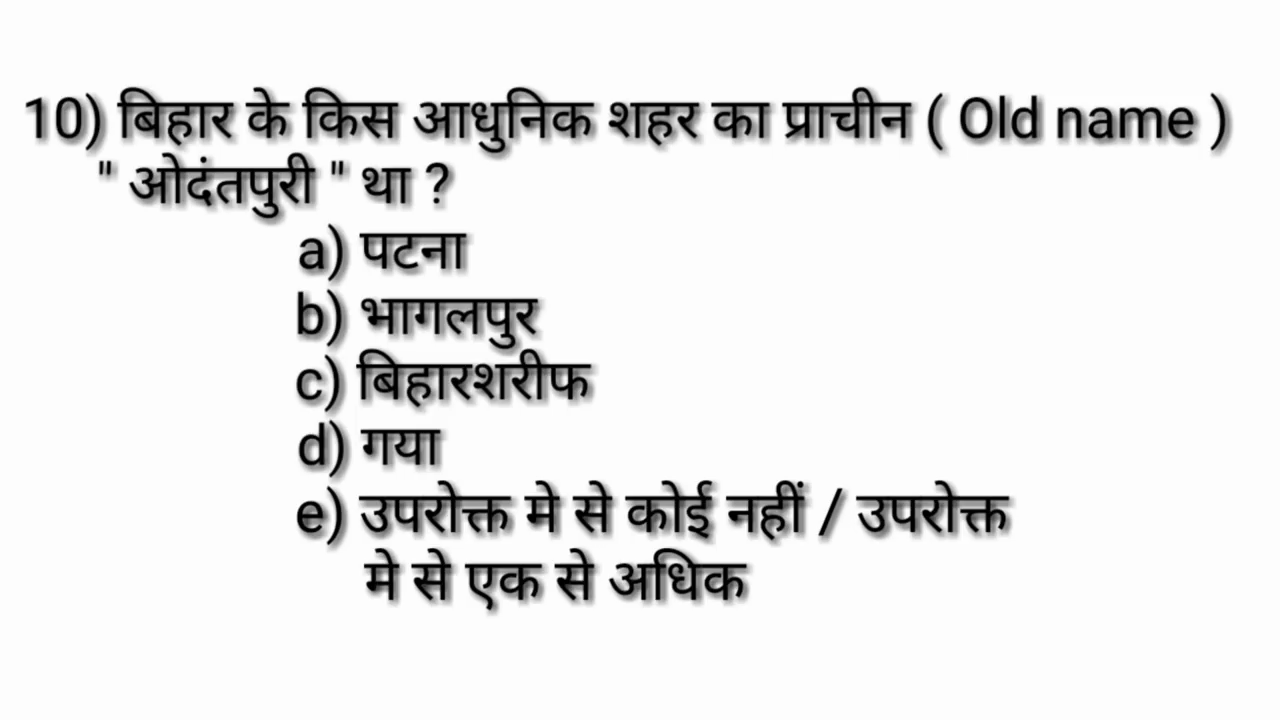 10) बिहार के किस आधुनिक शहर का प्राचीन ( Old name )
" ओदंतपुरी " था ?
a) पटना
b) भागलपुर
c) बिहारशरीफ
d) गया
e) उपरोक्त मे से कोई नहीं / उपरोक्त
मे से एक से अधिक